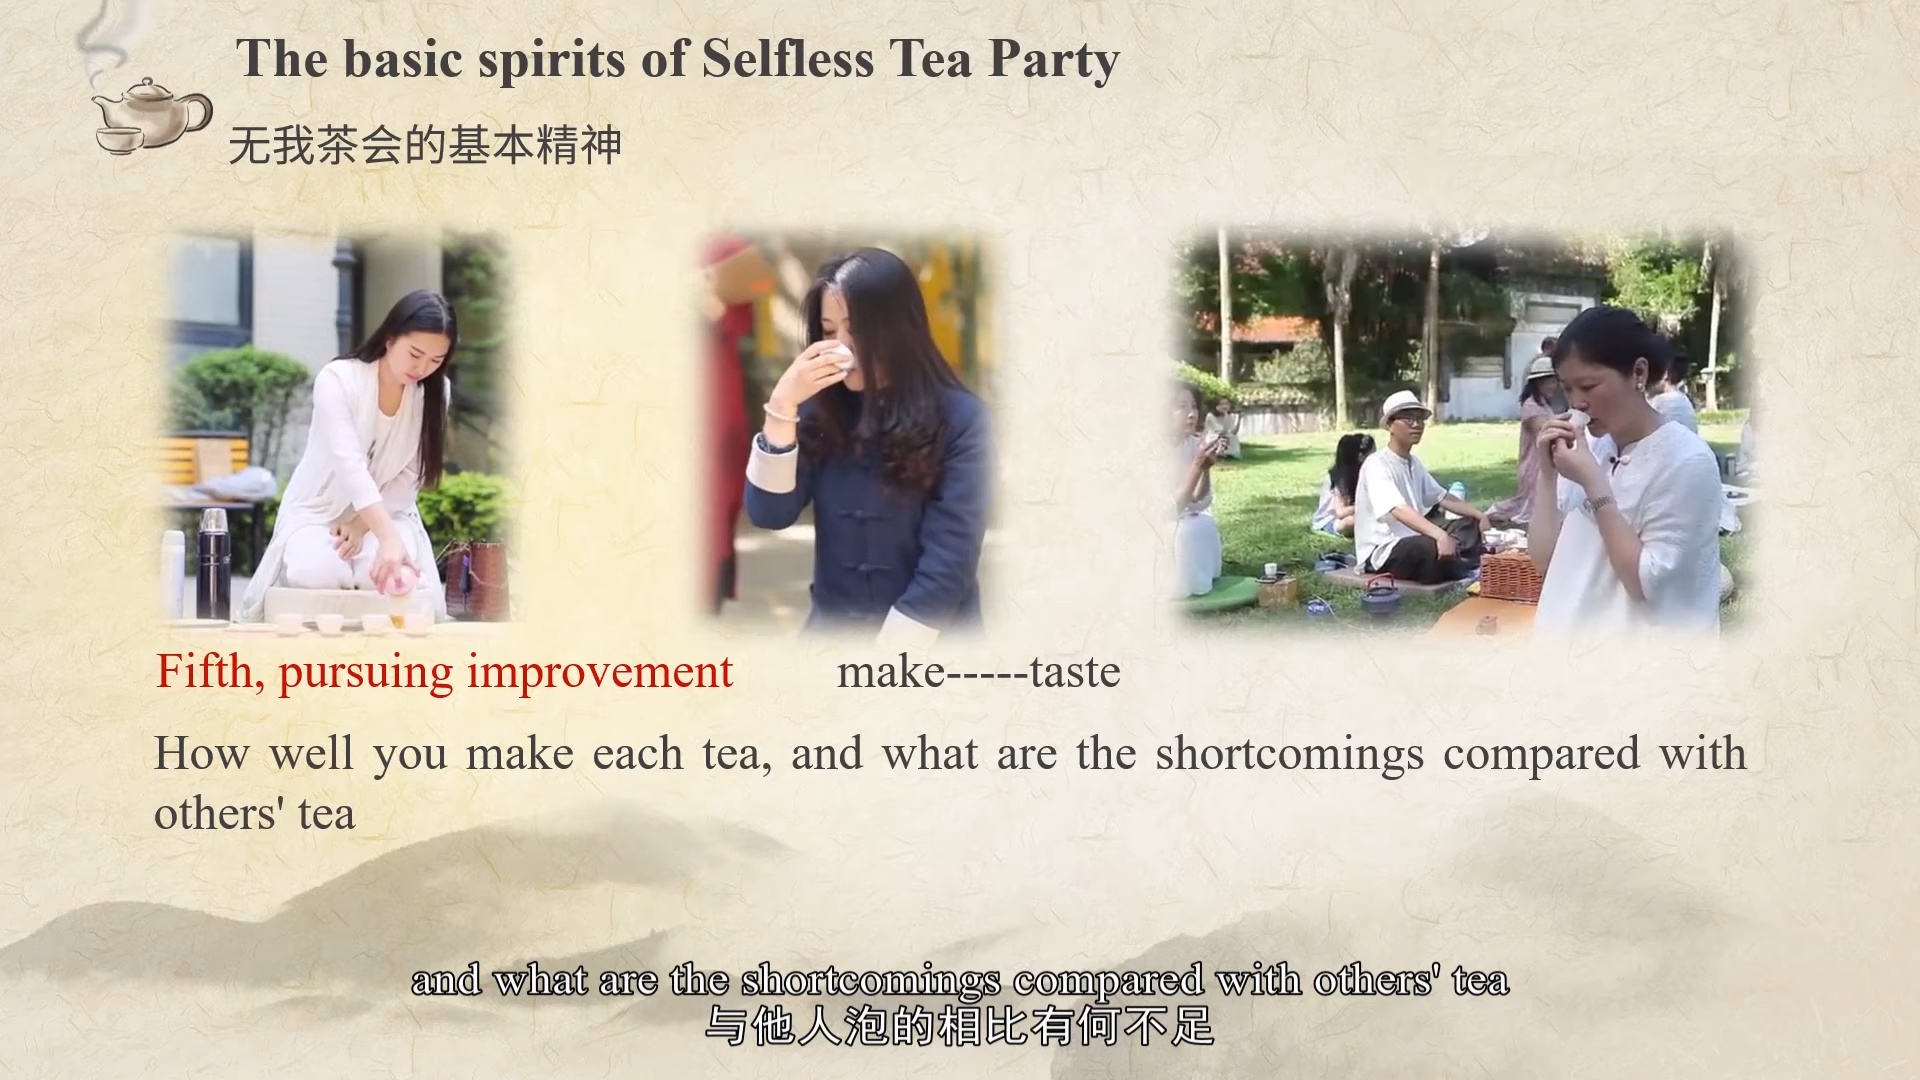 The basic spirits of Selfless Tea Party
无我茶会的基本精神
Fifth, pursuing improvement make-----taste
How well you make each tea, and what are the shortcomings compared with
others' tea
and what are the shortcomings compared with others' tea
与他人泡的相比有何不足